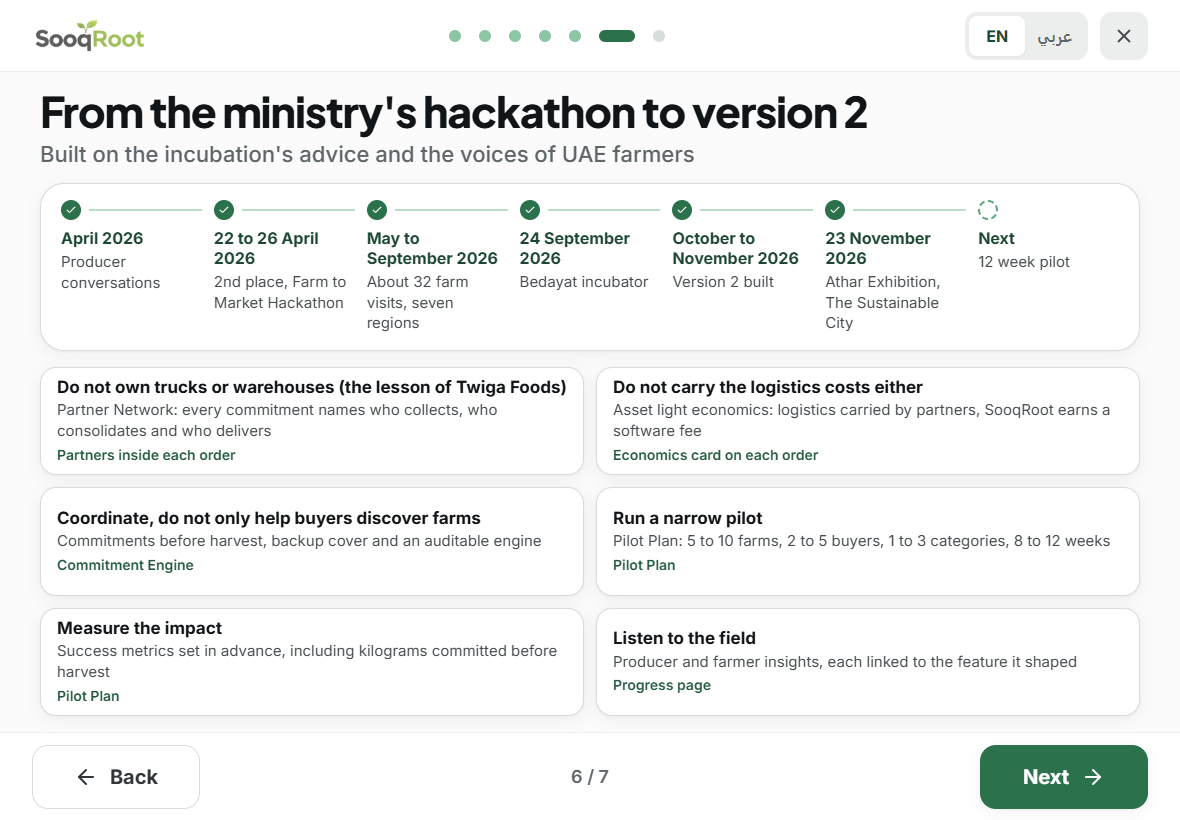 SooqRoot
EN
عربي
From the ministry's hackathon to version 2
Built on the incubation's advice and the voices of UAE farmers
April 2026
Producer
conversations
22 to 26 April
2026
2nd place, Farm to
Market Hackathon
May to
September 2026
About 32 farm
visits, seven
regions
24 September
2026
Bedayat incubator
October to
November 2026
Version 2 built
23 November
2026
Athar Exhibition,
The Sustainable
City
Next
12 week pilot
Do not own trucks or warehouses (the lesson of Twiga Foods)
Partner Network: every commitment names who collects, who
consolidates and who delivers
Partners inside each order
Do not carry the logistics costs either
Asset light economics: logistics carried by partners, SooqRoot earns a
software fee
Economics card on each order
Coordinate, do not only help buyers discover farms
Commitments before harvest, backup cover and an auditable engine
Commitment Engine
Run a narrow pilot
Pilot Plan: 5 to 10 farms, 2 to 5 buyers, 1 to 3 categories, 8 to 12 weeks
Pilot Plan
Measure the impact
Success metrics set in advance, including kilograms committed before
harvest
Pilot Plan
Listen to the field
Producer and farmer insights, each linked to the feature it shaped
Progress page
Back
6 / 7
Next